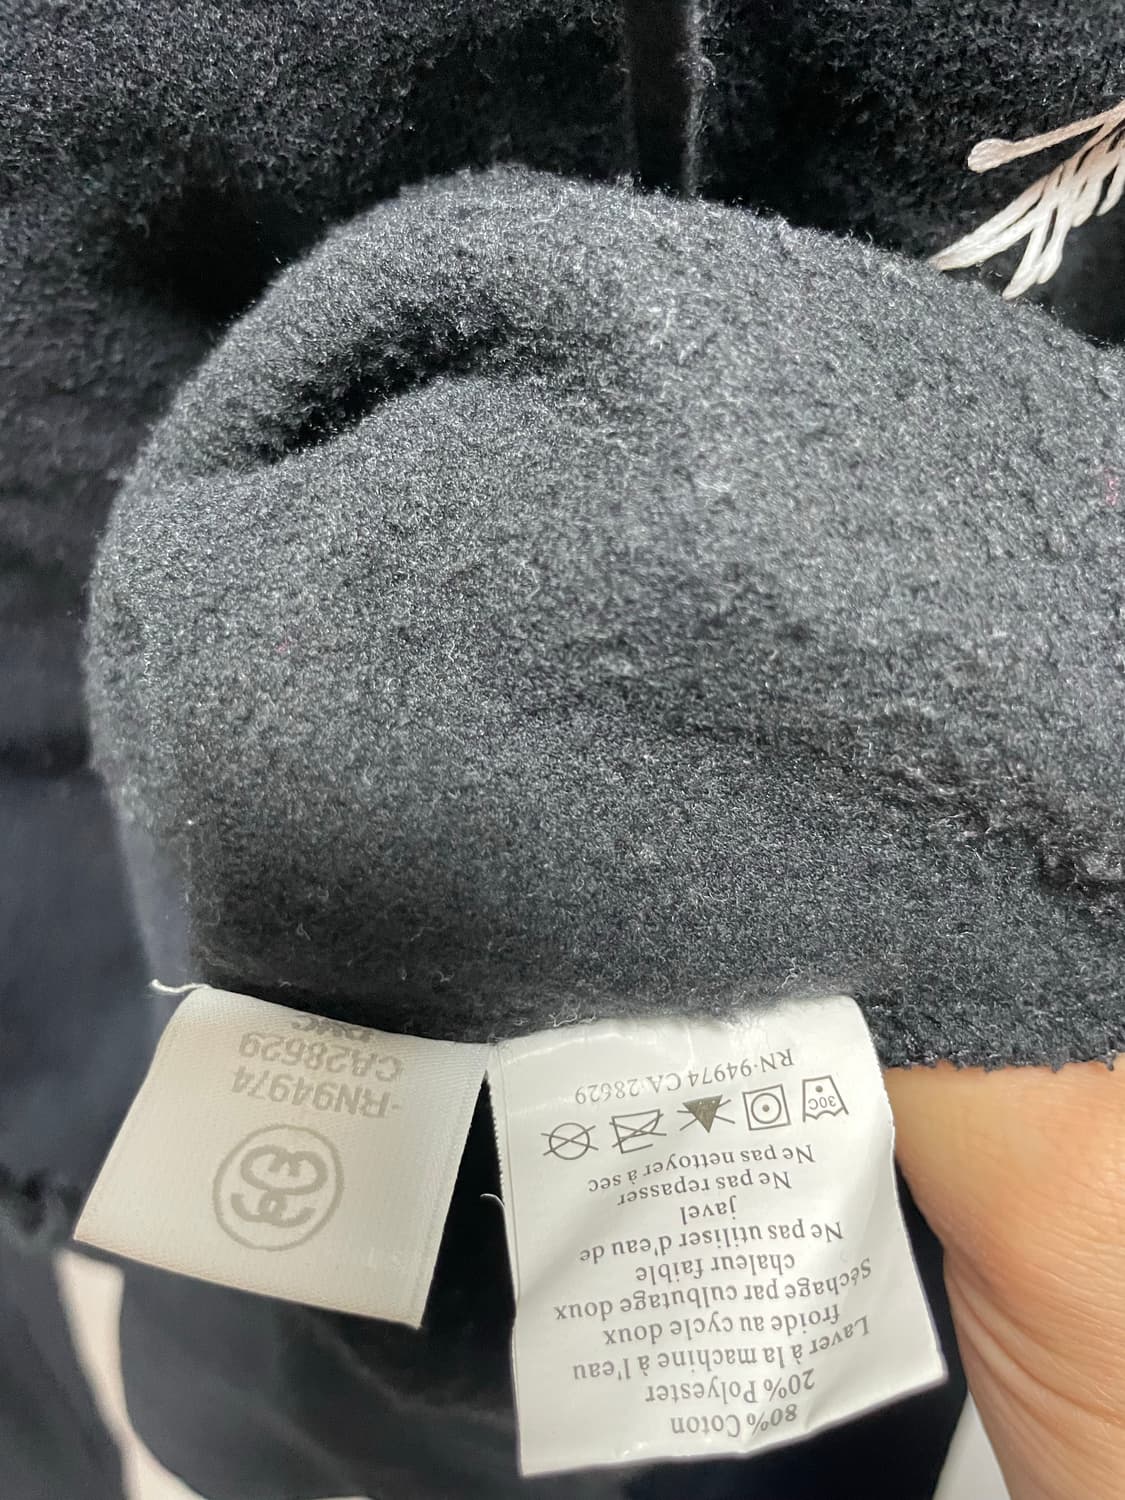 80% Coton
20% Polyester
Laver à la machine à l'eau
froide au cycle doux
Séchage par culbutage doux
chaleur faible
Ne pas utiliser d'eau de
javel
Ne pas repasser
Ne pas nettoyer à sec
30C
RN-94974 CA-28629
-RN94974
CA28629